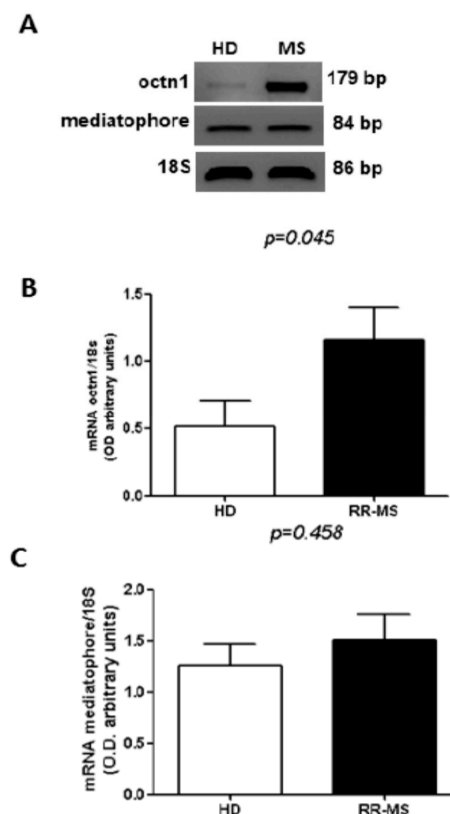 A
HD MS
octn1 179 bp
mediatophore 84 bp
18S 86 bp
p=0.045
B
mRNA octn1/18s
(OD arbitrary units)
1.5
1.0
0.5
0.0
HD RR-MS
p=0.458
C
mRNA mediatophore/18S
(O.D. arbitrary units)
2.0
1.5
1.0
0.5
0.0
HD RR-MS